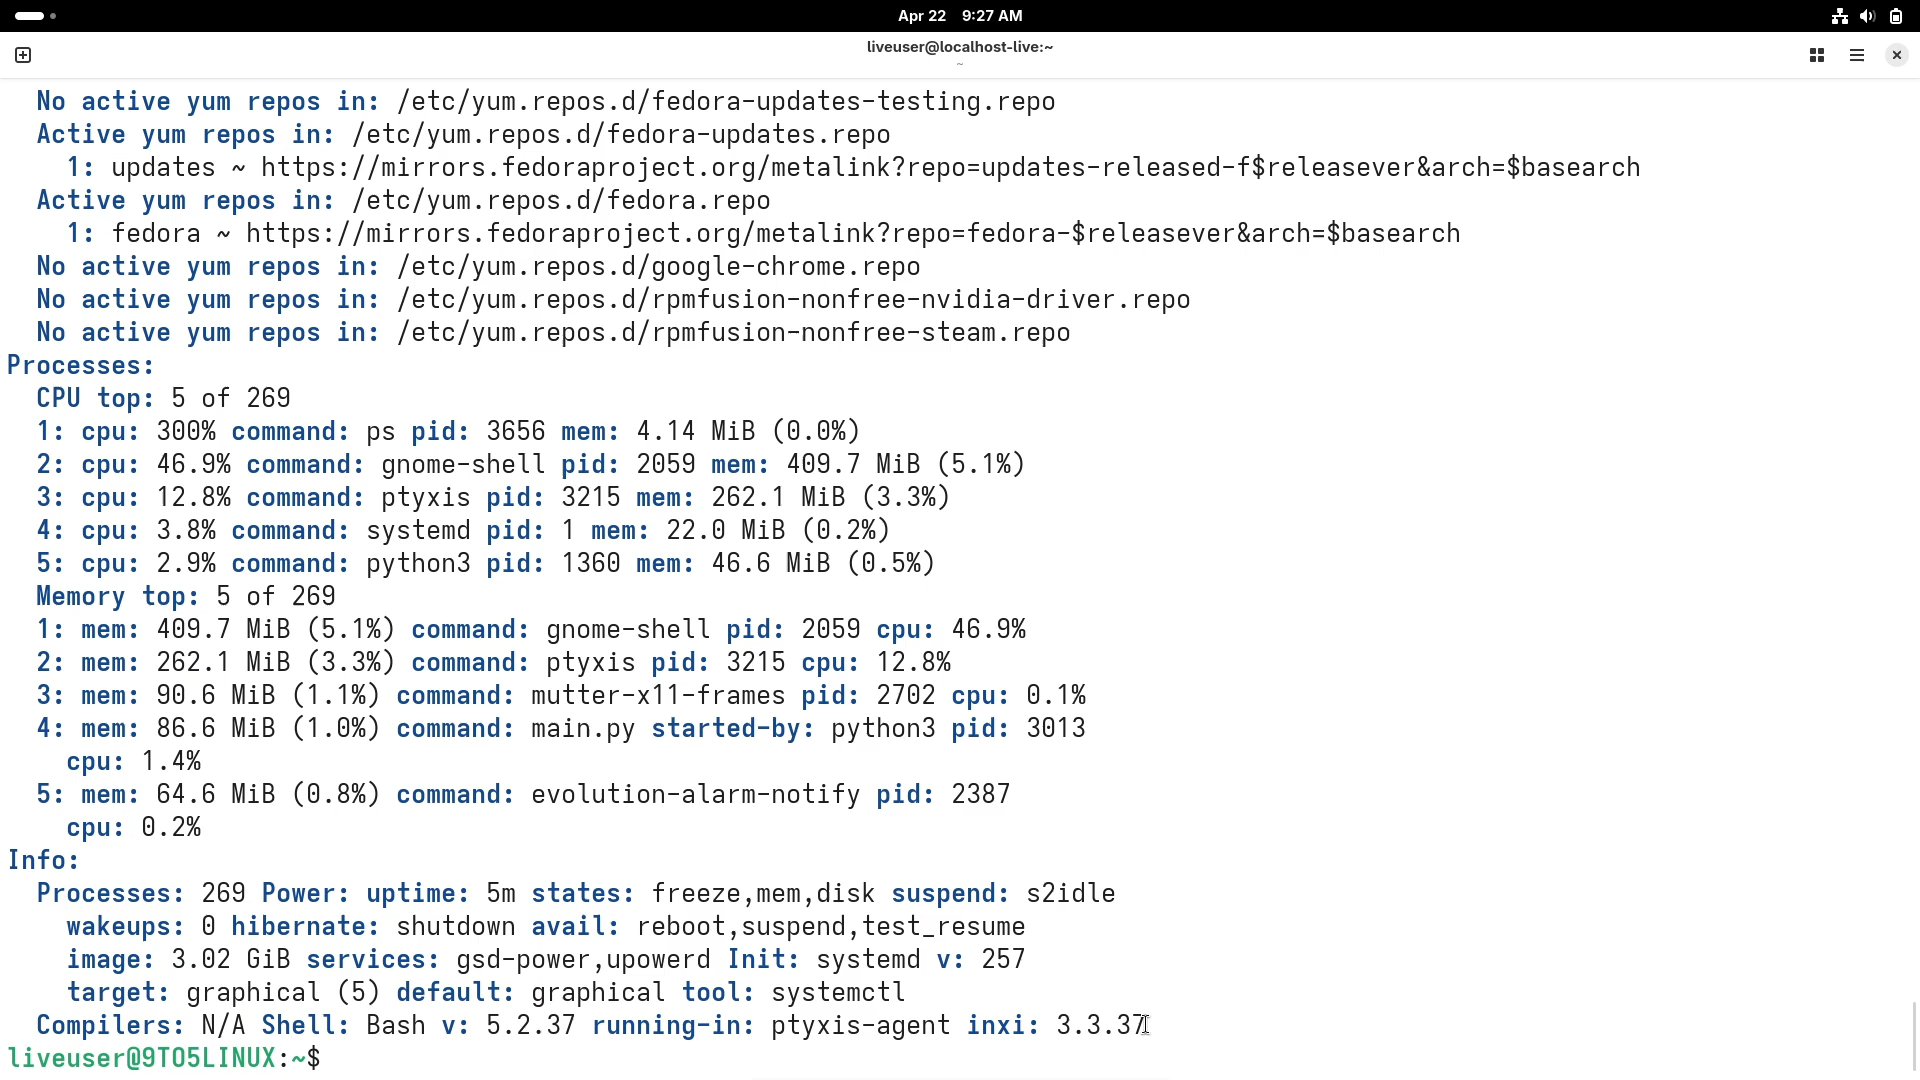 Apr 22 9:27 AM
liveuser@localhost-live:~
~
No active yum repos in: /etc/yum.repos.d/fedora-updates-testing.repo
Active yum repos in: /etc/yum.repos.d/fedora-updates.repo
1: updates ~ https://mirrors.fedoraproject.org/metalink?repo=updates-released-f$releasever&arch=$basearch
Active yum repos in: /etc/yum.repos.d/fedora.repo
1: fedora ~ https://mirrors.fedoraproject.org/metalink?repo=fedora-$releasever&arch=$basearch
No active yum repos in: /etc/yum.repos.d/google-chrome.repo
No active yum repos in: /etc/yum.repos.d/rpmfusion-nonfree-nvidia-driver.repo
No active yum repos in: /etc/yum.repos.d/rpmfusion-nonfree-steam.repo
Processes:
CPU top: 5 of 269
1: cpu: 300% command: ps pid: 3656 mem: 4.14 MiB (0.0%)
2: cpu: 46.9% command: gnome-shell pid: 2059 mem: 409.7 MiB (5.1%)
3: cpu: 12.8% command: ptyxis pid: 3215 mem: 262.1 MiB (3.3%)
4: cpu: 3.8% command: systemd pid: 1 mem: 22.0 MiB (0.2%)
5: cpu: 2.9% command: python3 pid: 1360 mem: 46.6 MiB (0.5%)
Memory top: 5 of 269
1: mem: 409.7 MiB (5.1%) command: gnome-shell pid: 2059 cpu: 46.9%
2: mem: 262.1 MiB (3.3%) command: ptyxis pid: 3215 cpu: 12.8%
3: mem: 90.6 MiB (1.1%) command: mutter-x11-frames pid: 2702 cpu: 0.1%
4: mem: 86.6 MiB (1.0%) command: main.py started-by: python3 pid: 3013
cpu: 1.4%
5: mem: 64.6 MiB (0.8%) command: evolution-alarm-notify pid: 2387
cpu: 0.2%
Info:
Processes: 269 Power: uptime: 5m states: freeze,mem,disk suspend: s2idle
wakeups: 0 hibernate: shutdown avail: reboot,suspend,test_resume
image: 3.02 GiB services: gsd-power,upowerd Init: systemd v: 257
target: graphical (5) default: graphical tool: systemctl
Compilers: N/A Shell: Bash v: 5.2.37 running-in: ptyxis-agent inxi: 3.3.37
liveuser@9TO5LINUX:~$